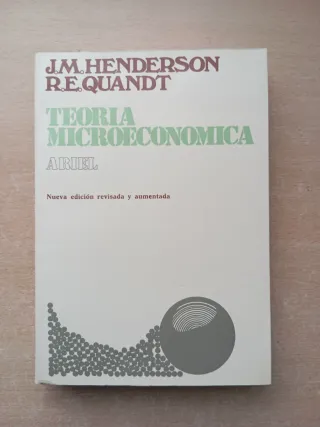 J.M. HENDERSON
R.E. QUANDT
TEORIA
MICROECONOMICA
ARIEL
Nueva edición revisada y aumentada